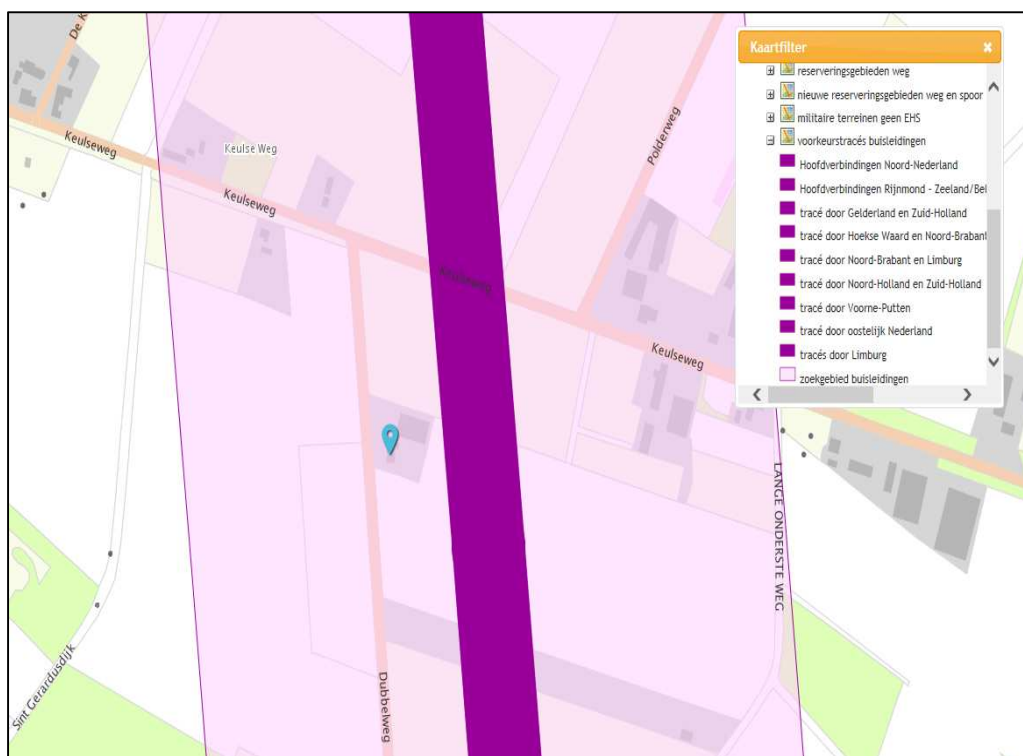 De K
Keulseweg
Keulse Weg
Keulseweg
Keulseweg
Polderweg
Keulseweg
LANGE ONDERSTE WEG
Dubbelweg
Sint Gerardusdijk
Kaartfilter
reserveringsgebieden weg
nieuwe reserveringsgebieden weg en spoor
militaire terreinen geen EHS
voorkeurstracés buisleidingen
Hoofdverbindingen Noord-Nederland
Hoofdverbindingen Rijnmond - Zeeland/Bel
tracé door Gelderland en Zuid-Holland
tracé door Hoekse Waard en Noord-Brabant
tracé door Noord-Brabant en Limburg
tracé door Noord-Holland en Zuid-Holland
tracé door Voorne-Putten
tracé door oostelijk Nederland
tracés door Limburg
zoekgebied buisleidingen